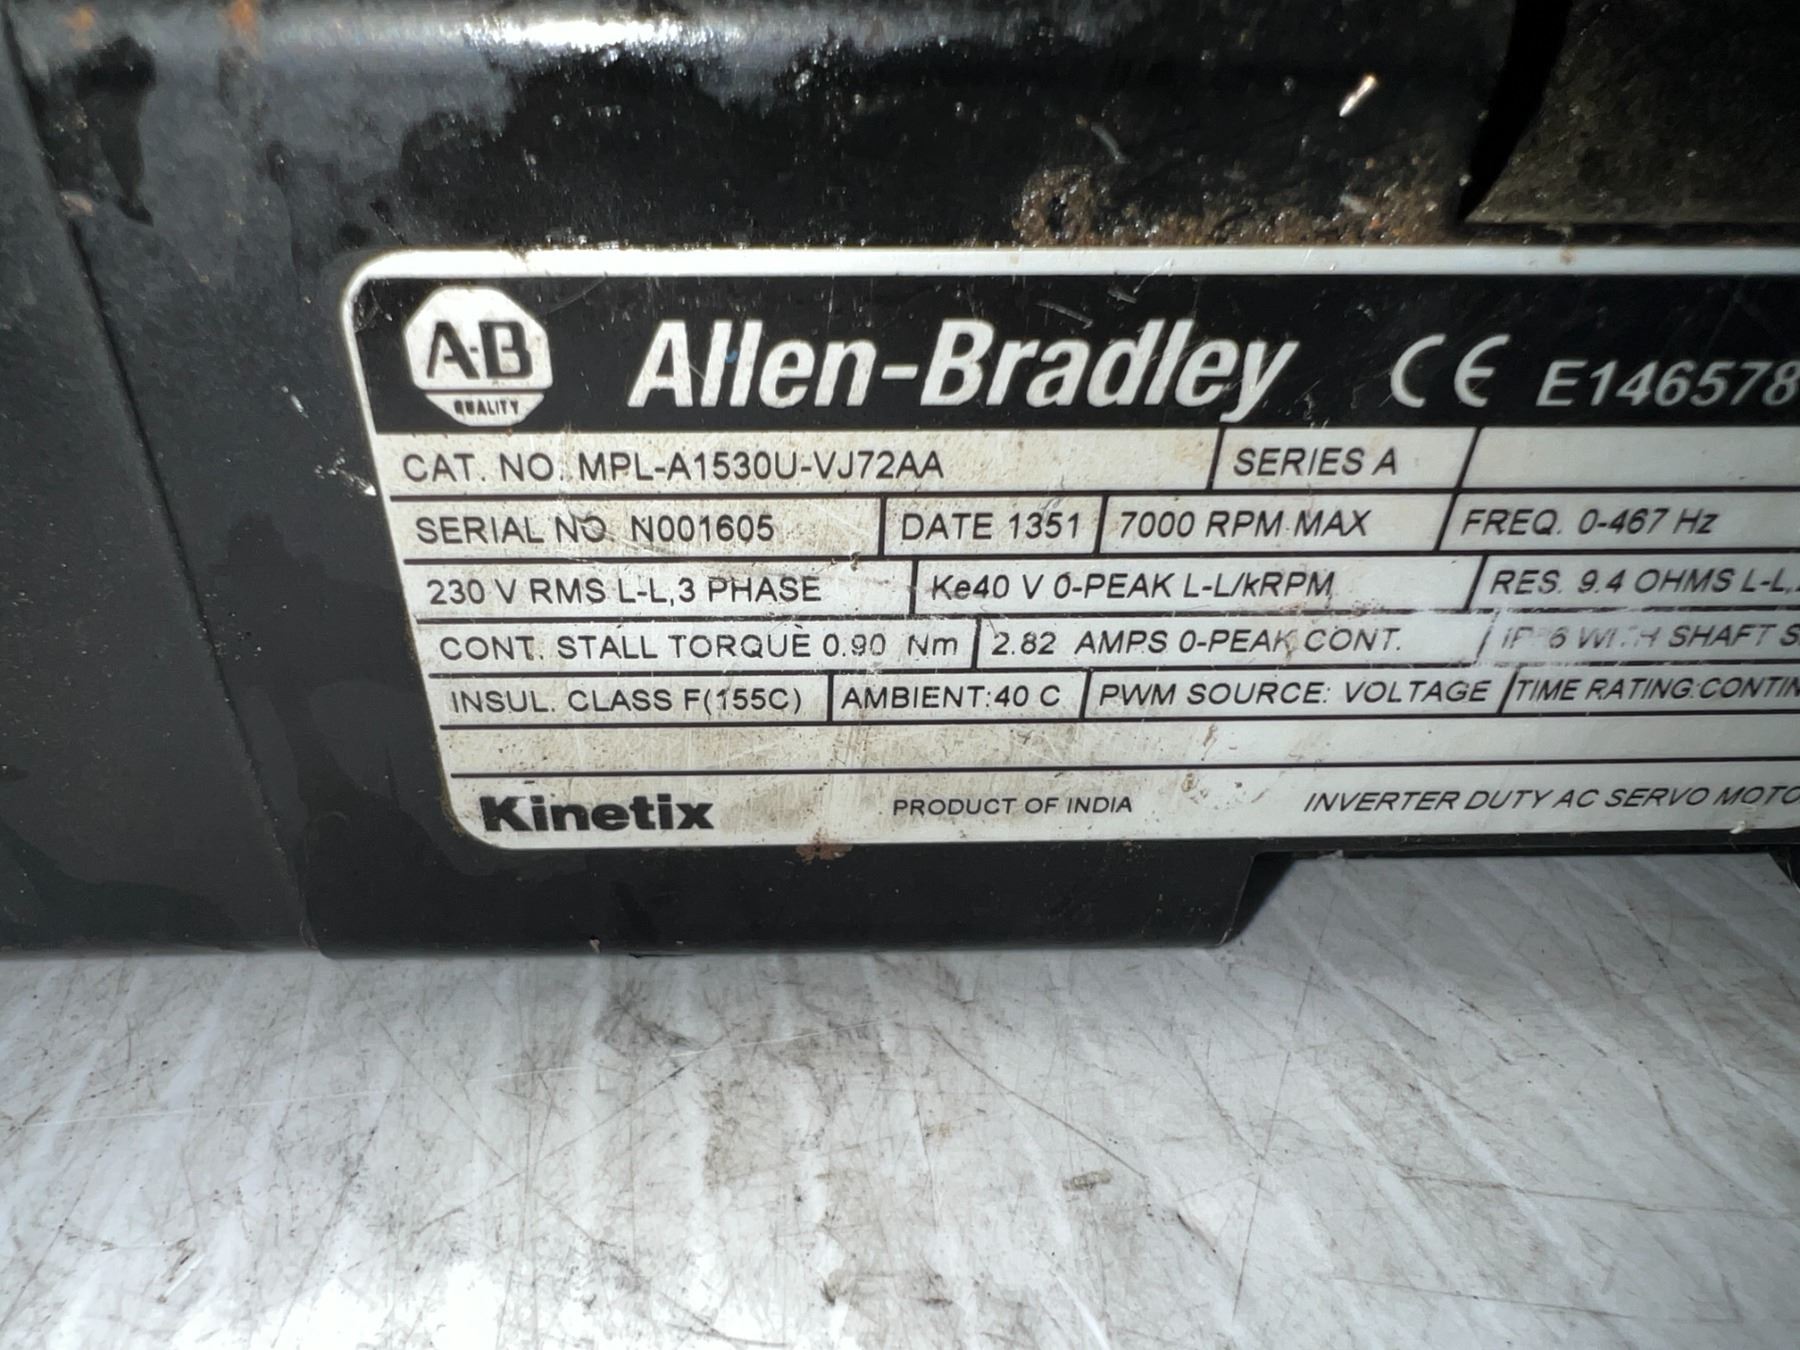 A-B
QUALITY
Allen-Bradley CE E146578
CAT. NO. MPL-A1530U-VJ72AA SERIES A
SERIAL NO. N001605 DATE 1351 7000 RPM MAX FREQ. 0-467 Hz
230 V RMS L-L,3 PHASE Ke40 V 0-PEAK L-L/kRPM RES. 9.4 OHMS L-L,
CONT. STALL TORQUE 0.90 Nm 2.82 AMPS 0-PEAK CONT. SHAFT
INSUL. CLASS F(155C) AMBIENT:40 C PWM SOURCE: VOLTAGE TIME RATING:
Kinetix PRODUCT OF INDIA INVERTER DUTY AC SERVO